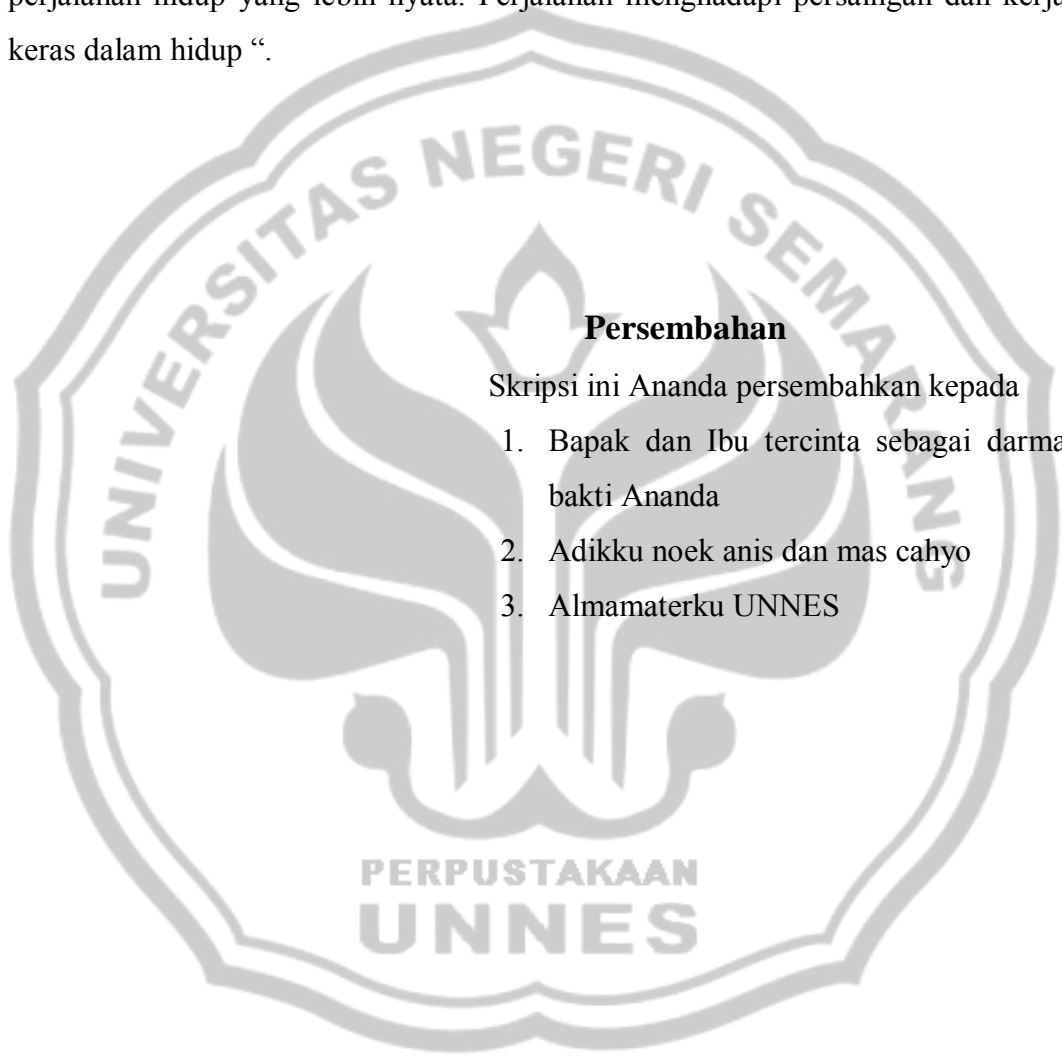 perjalanan hidup yang lebih nyata. Perjalanan menghadapi persaingan dan kerja
keras dalam hidup “.
UNIVERSITAS NEGERI SEMARANG
Persembahan
Skripsi ini Ananda persembahkan kepada
1. Bapak dan Ibu tercinta sebagai darma
bakti Ananda
2. Adikku noek anis dan mas cahyo
3. Almamaterku UNNES
PERPUSTAKAAN
UNNES